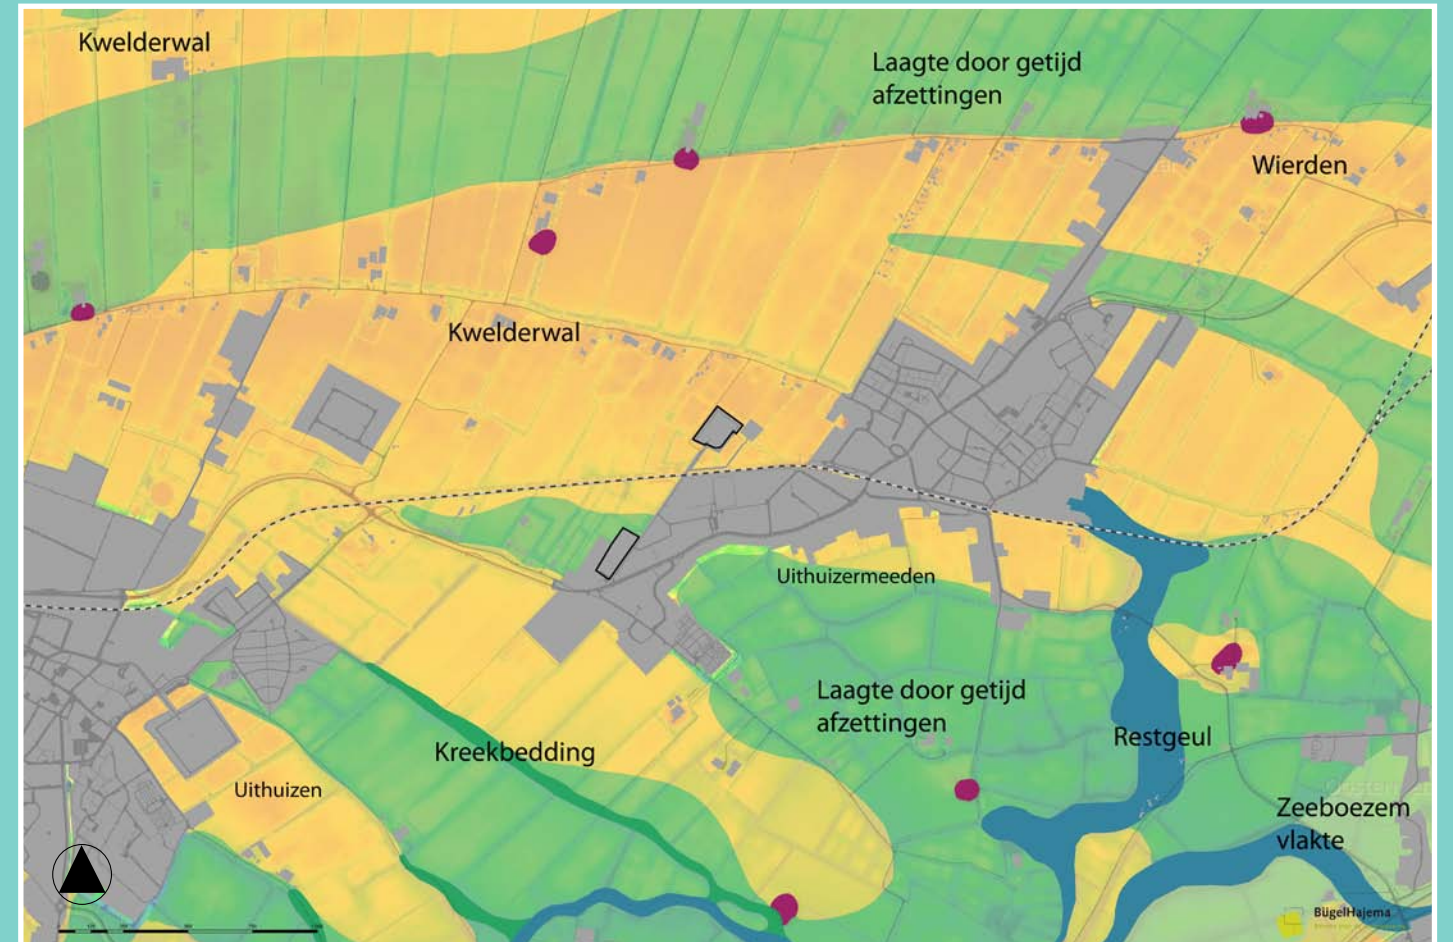 Kwelderwal
Laagte door getijd
afzettingen
Wierden
Kwelderwal
Uithuizermeeden
Laagte door getijd
afzettingen
Restgeul
Kreekbedding
Uithuizen
Zeeboezem
vlakte
BügelHajema